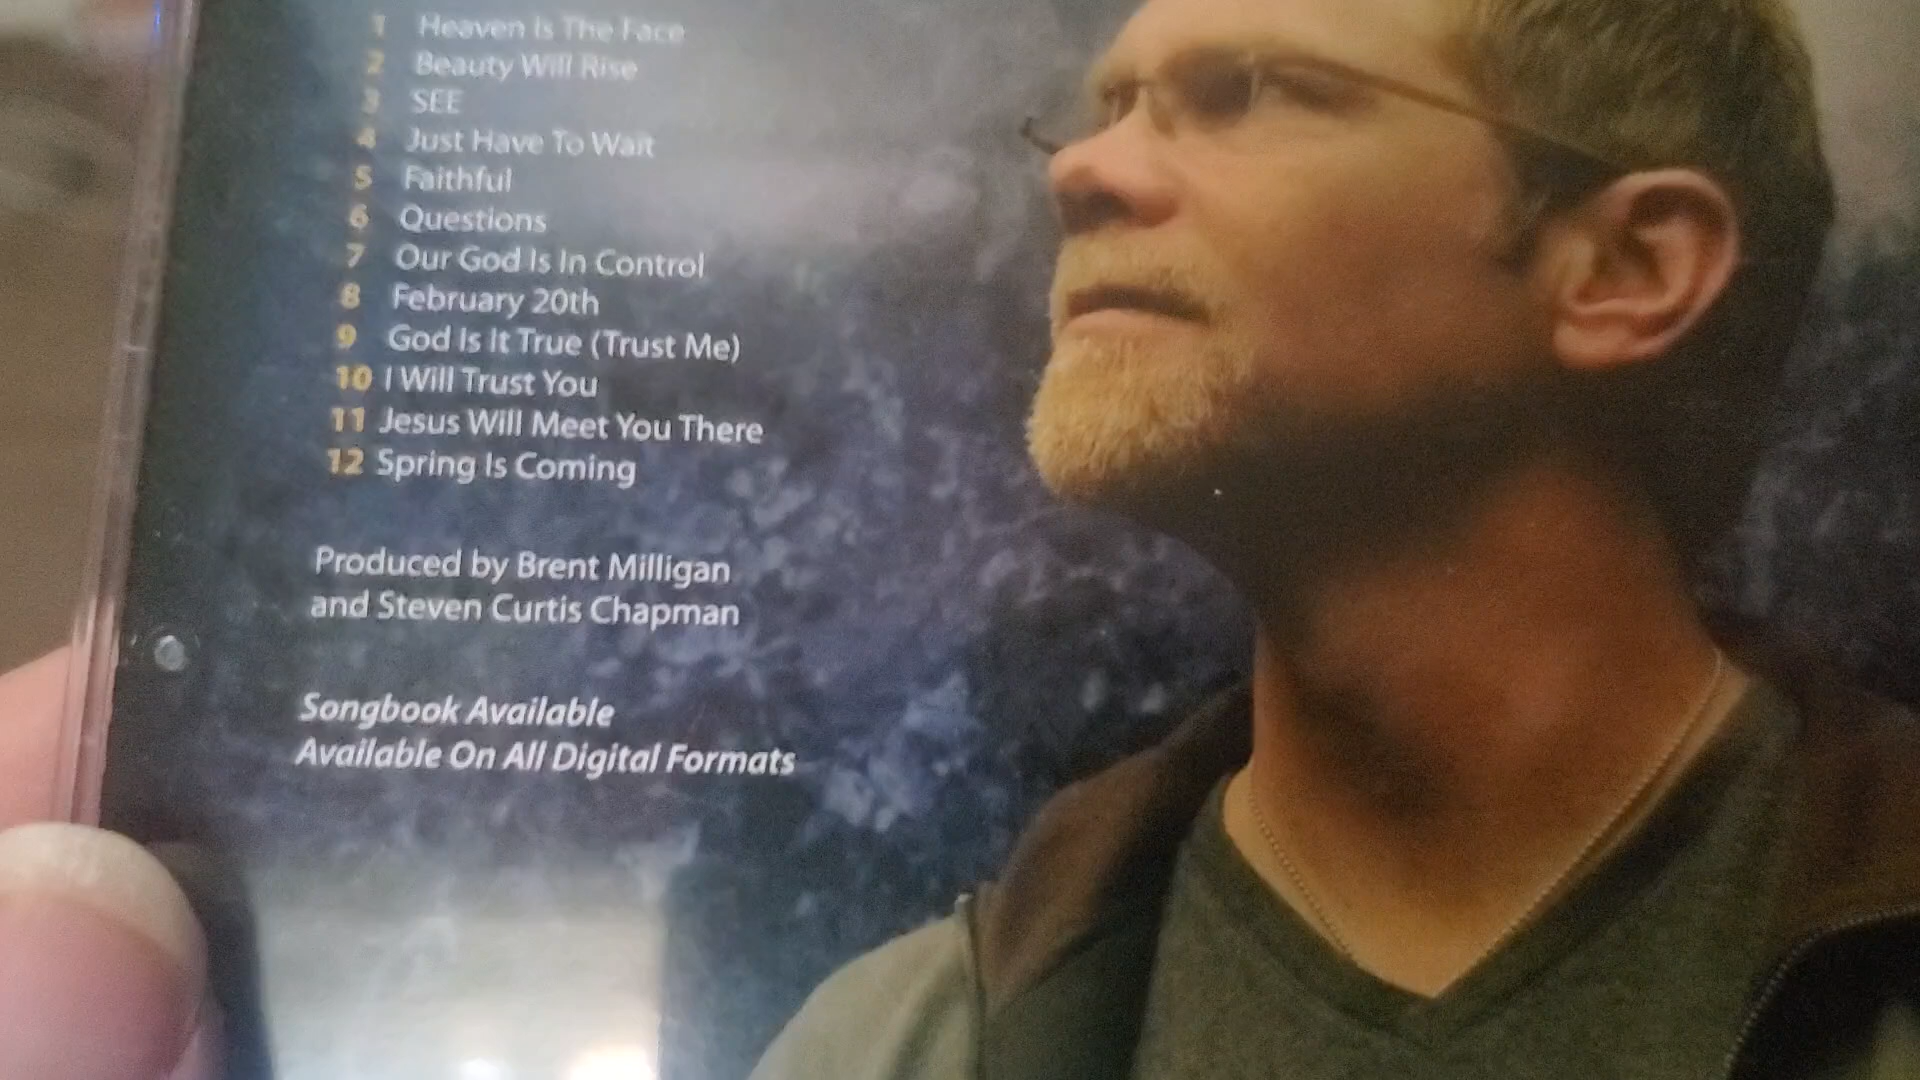 1 Heaven Is The Face
2 Beauty Will Rise
3 SEE
4 Just Have To Wait
5 Faithful
6 Questions
7 Our God Is In Control
8 February 20th
9 God Is It True (Trust Me)
10 I Will Trust You
11 Jesus Will Meet You There
12 Spring Is Coming
Produced by Brent Milligan
and Steven Curtis Chapman
Songbook Available
Available On All Digital Formats